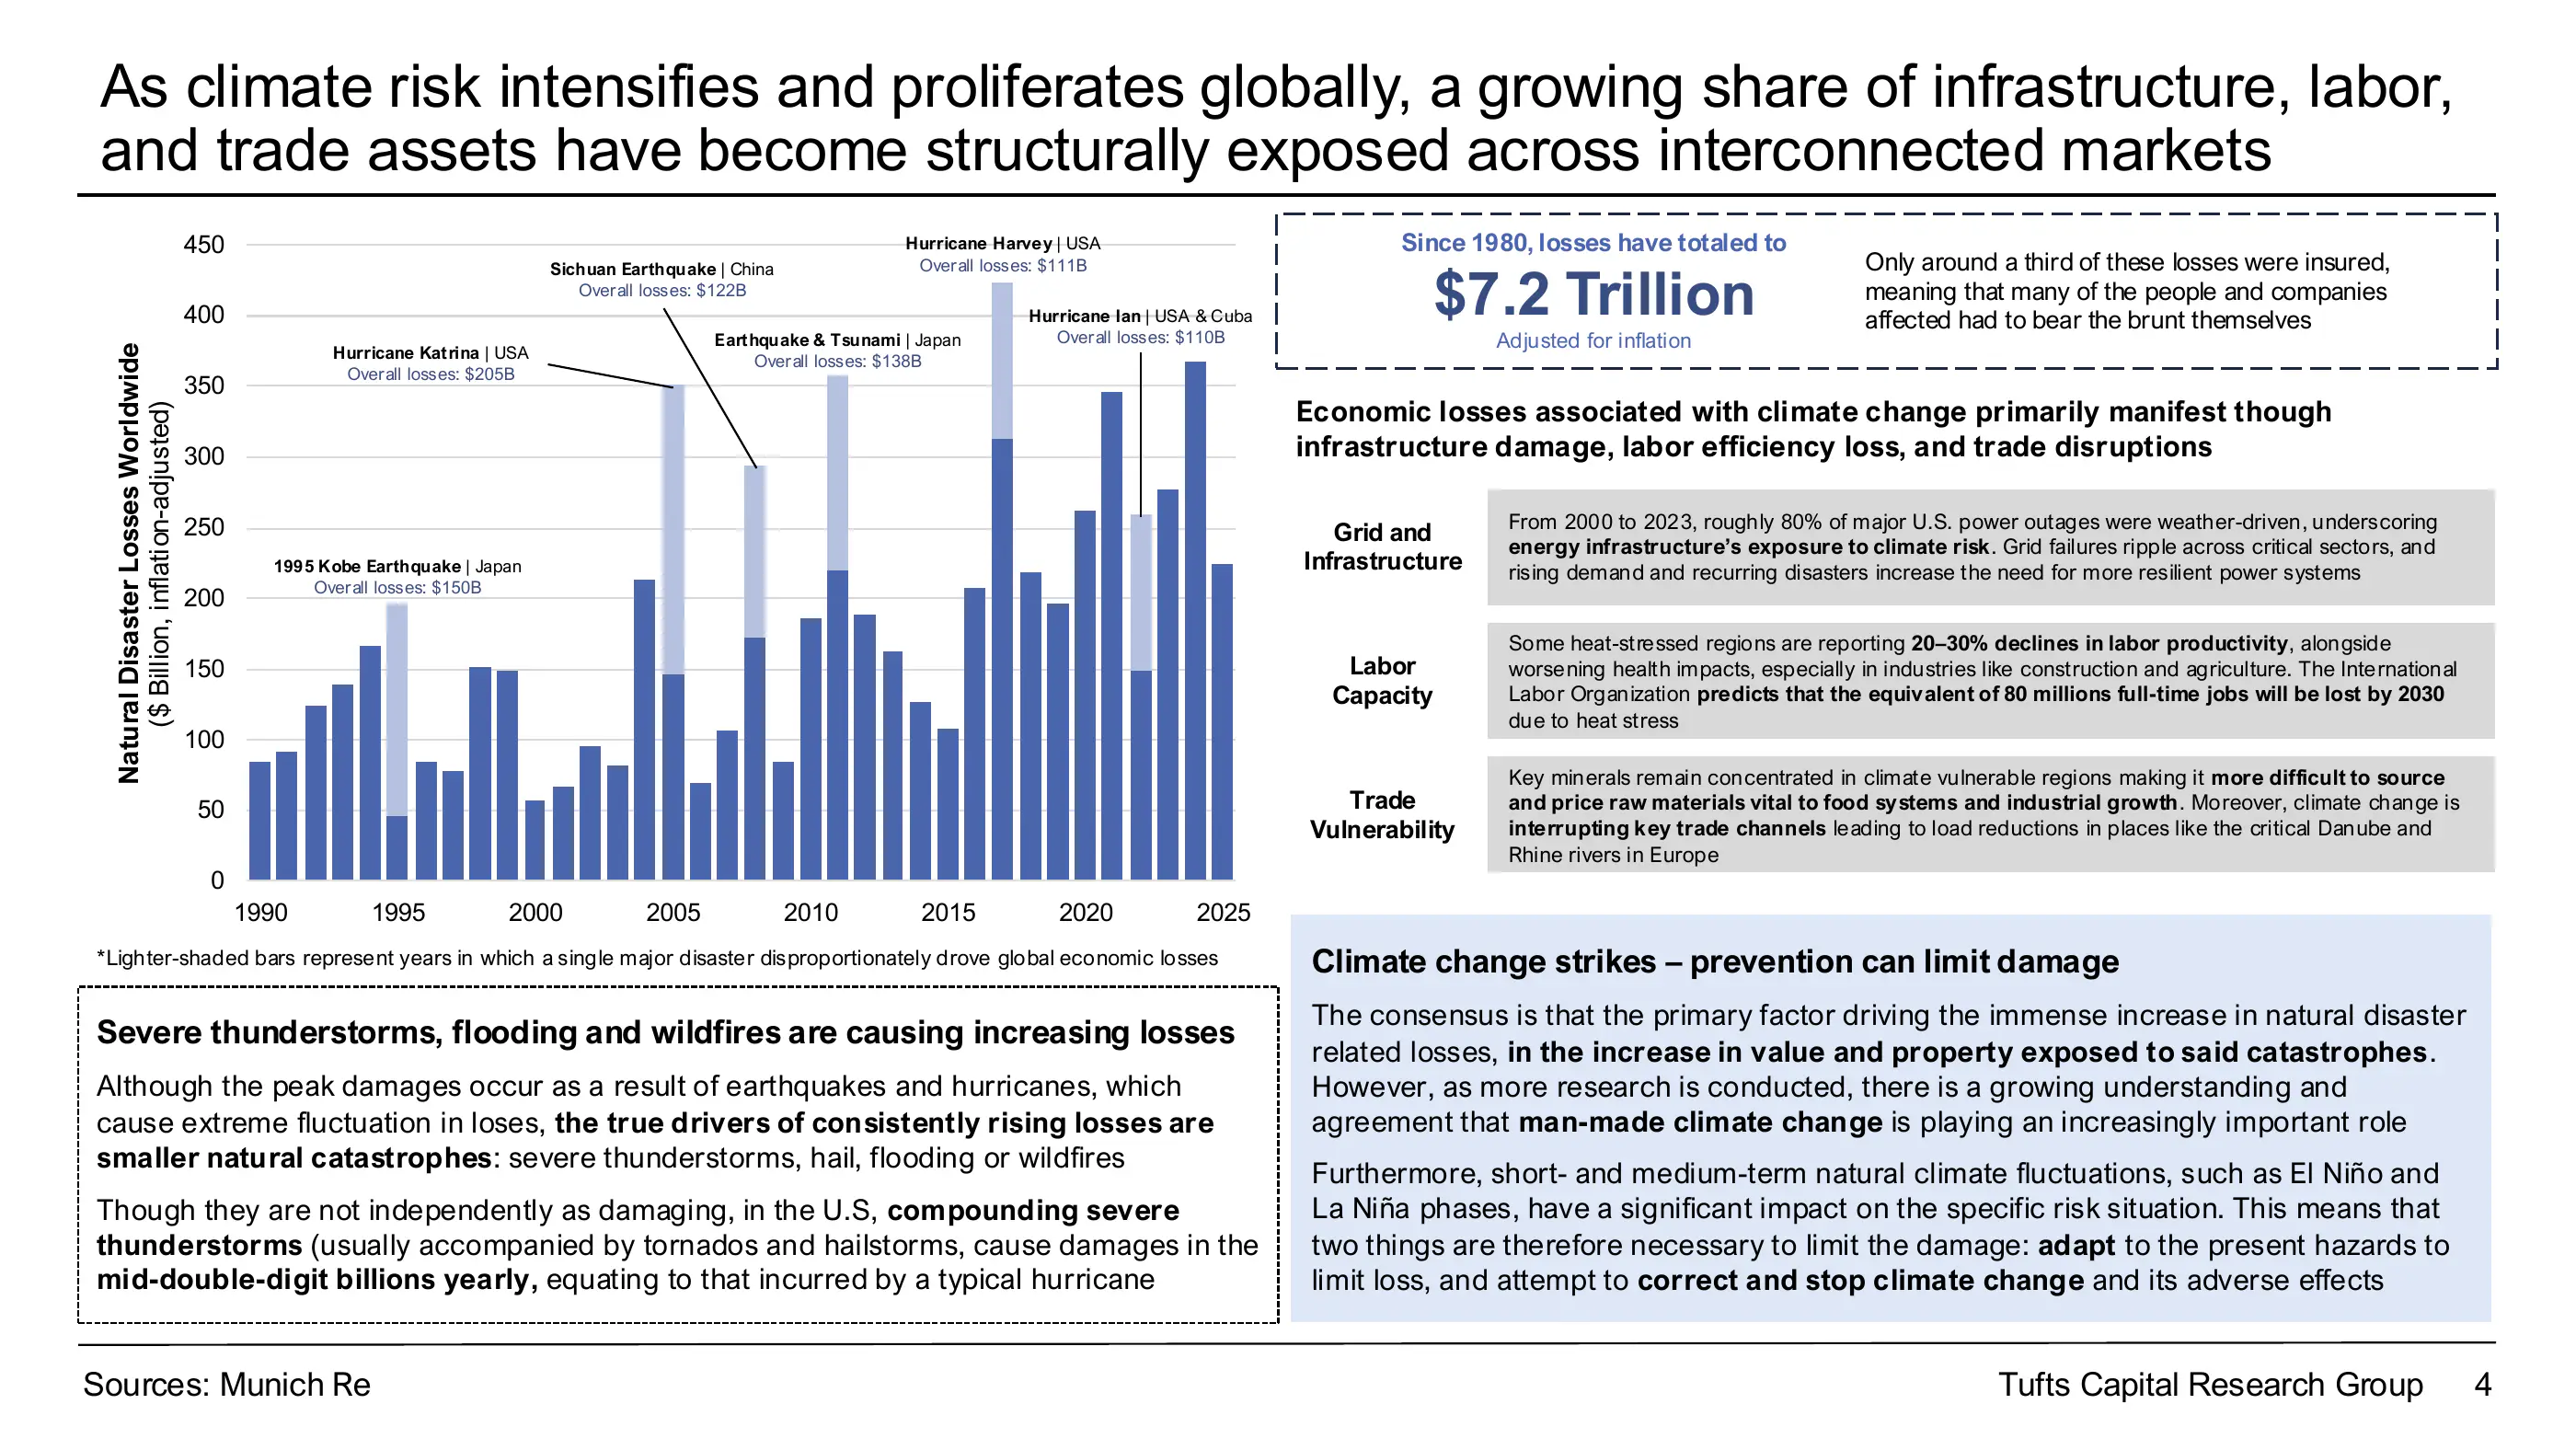 As climate risk intensifies and proliferates globally, a growing share of infrastructure, labor,
and trade assets have become structurally exposed across interconnected markets
Natural Disaster Losses Worldwide
($ Billion, inflation-adjusted)
450
400
350
300
250
200
150
100
50
0
1990
1995
2000
2005
2010
2015
2020
2025
1995 Kobe Earthquake | Japan
Overall losses: $150B
Hurricane Katrina | USA
Overall losses: $205B
Sichuan Earthquake | China
Overall losses: $122B
Earthquake & Tsunami | Japan
Overall losses: $138B
Hurricane Harvey | USA
Overall losses: $111B
Hurricane Ian | USA & Cuba
Overall losses: $110B
*Lighter-shaded bars represent years in which a single major disaster disproportionately drove global economic losses
Severe thunderstorms, flooding and wildfires are causing increasing losses
Although the peak damages occur as a result of earthquakes and hurricanes, which
cause extreme fluctuation in loses, the true drivers of consistently rising losses are
smaller natural catastrophes: severe thunderstorms, hail, flooding or wildfires
Though they are not independently as damaging, in the U.S, compounding severe
thunderstorms (usually accompanied by tornados and hailstorms, cause damages in the
mid-double-digit billions yearly, equating to that incurred by a typical hurricane
Since 1980, losses have totaled to
$7.2 Trillion
Adjusted for inflation
Only around a third of these losses were insured,
meaning that many of the people and companies
affected had to bear the brunt themselves
Economic losses associated with climate change primarily manifest though
infrastructure damage, labor efficiency loss, and trade disruptions
Grid and
Infrastructure
From 2000 to 2023, roughly 80% of major U.S. power outages were weather-driven, underscoring
energy infrastructure's exposure to climate risk. Grid failures ripple across critical sectors, and
rising demand and recurring disasters increase the need for more resilient power systems
Labor
Capacity
Some heat-stressed regions are reporting 20–30% declines in labor productivity, alongside
worsening health impacts, especially in industries like construction and agriculture. The International
Labor Organization predicts that the equivalent of 80 millions full-time jobs will be lost by 2030
due to heat stress
Trade
Vulnerability
Key minerals remain concentrated in climate vulnerable regions making it more difficult to source
and price raw materials vital to food systems and industrial growth. Moreover, climate change is
interrupting key trade channels leading to load reductions in places like the critical Danube and
Rhine rivers in Europe
Climate change strikes – prevention can limit damage
The consensus is that the primary factor driving the immense increase in natural disaster
related losses, in the increase in value and property exposed to said catastrophes.
However, as more research is conducted, there is a growing understanding and
agreement that man-made climate change is playing an increasingly important role
Furthermore, short- and medium-term natural climate fluctuations, such as El Niño and
La Niña phases, have a significant impact on the specific risk situation. This means that
two things are therefore necessary to limit the damage: adapt to the present hazards to
limit loss, and attempt to correct and stop climate change and its adverse effects
Sources: Munich Re
Tufts Capital Research Group 4